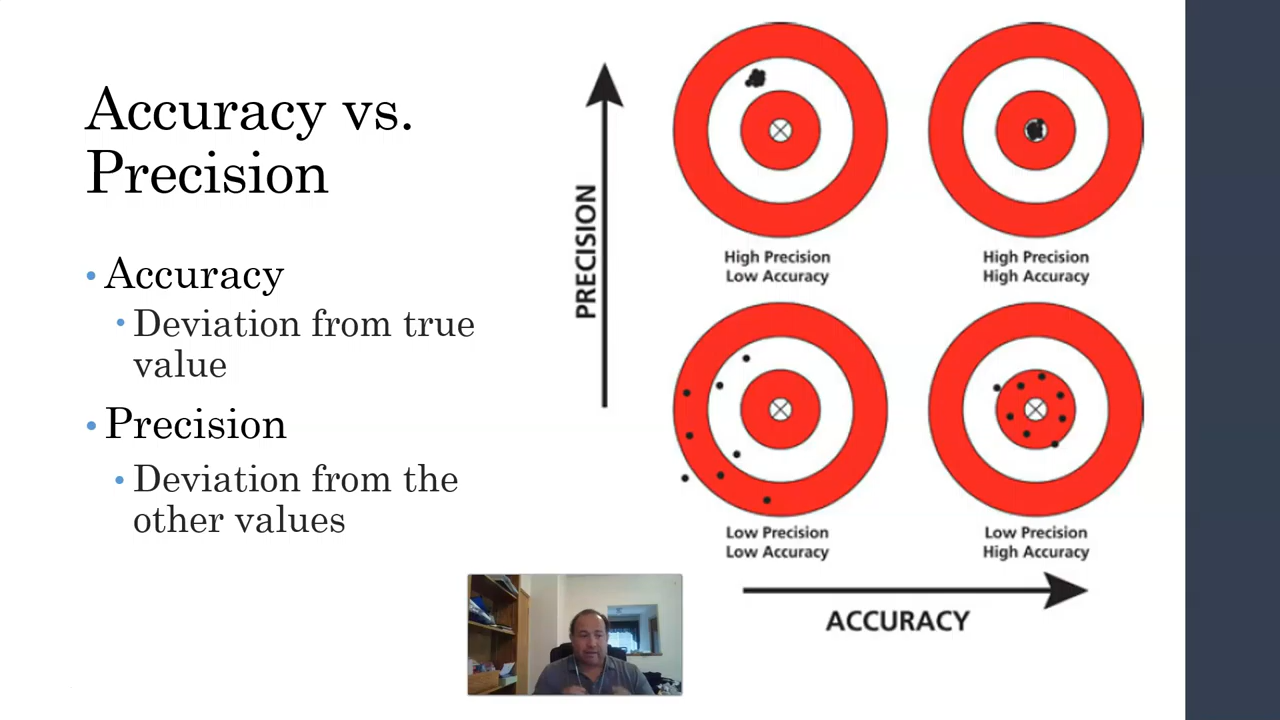 Accuracy vs.
Precision
• Accuracy
• Deviation from true
value
• Precision
• Deviation from the
other values
PRECISION
High Precision
Low Accuracy
High Precision
High Accuracy
Low Precision
Low Accuracy
Low Precision
High Accuracy
ACCURACY